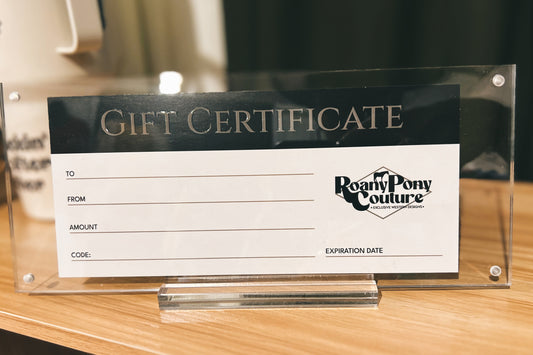 GIFT CERTIFICATE
TO
FROM
AMOUNT
CODE:
Roany Pony
Couture
• EXCLUSIVE WESTERN DESIGNS •
EXPIRATION DATE